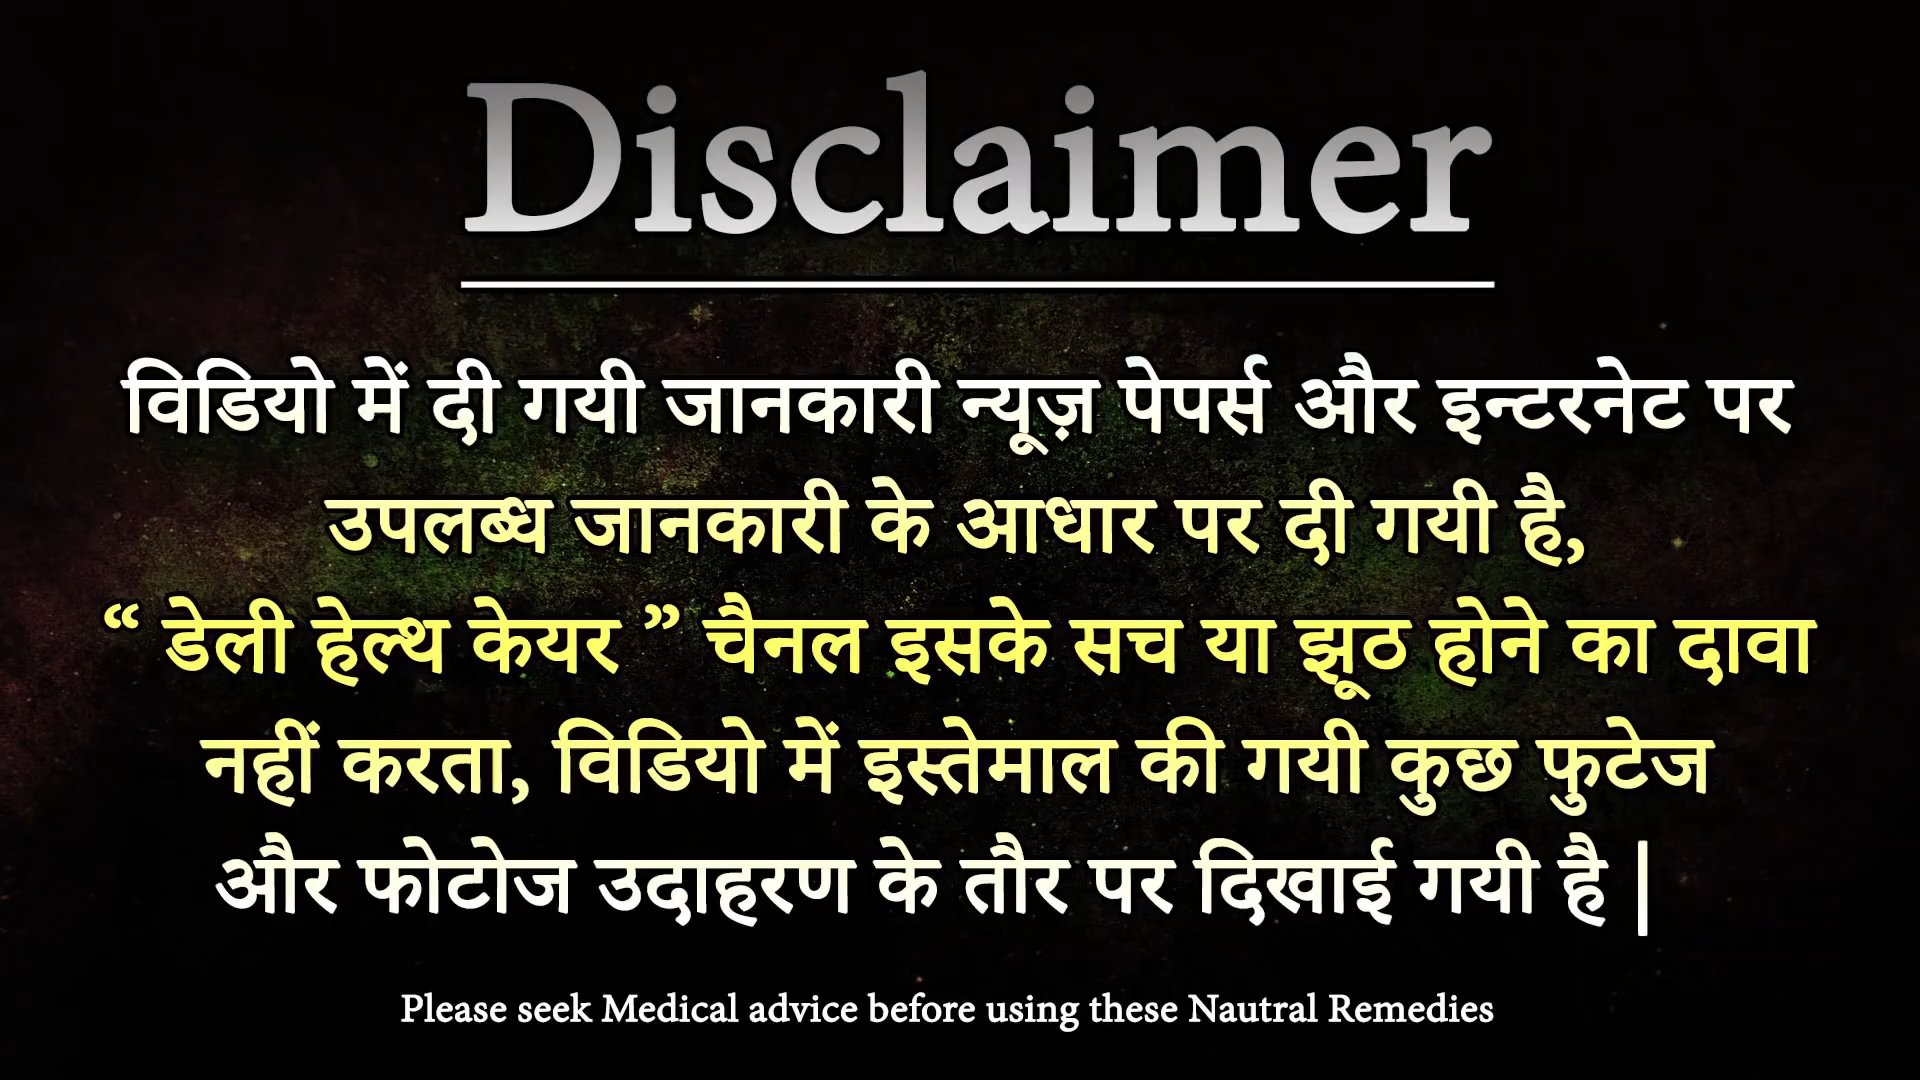 Disclaimer
विडियो में दी गयी जानकारी न्यूज़ पेपर्स और इन्टरनेट पर
उपलब्ध जानकारी के आधार पर दी गयी है,
“ डेली हेल्थ केयर ” चैनल इसके सच या झूठ होने का दावा
नहीं करता, विडियो में इस्तेमाल की गयी कुछ फुटेज
और फोटोज उदाहरण के तौर पर दिखाई गयी है |
Please seek Medical advice before using these Nautral Remedies